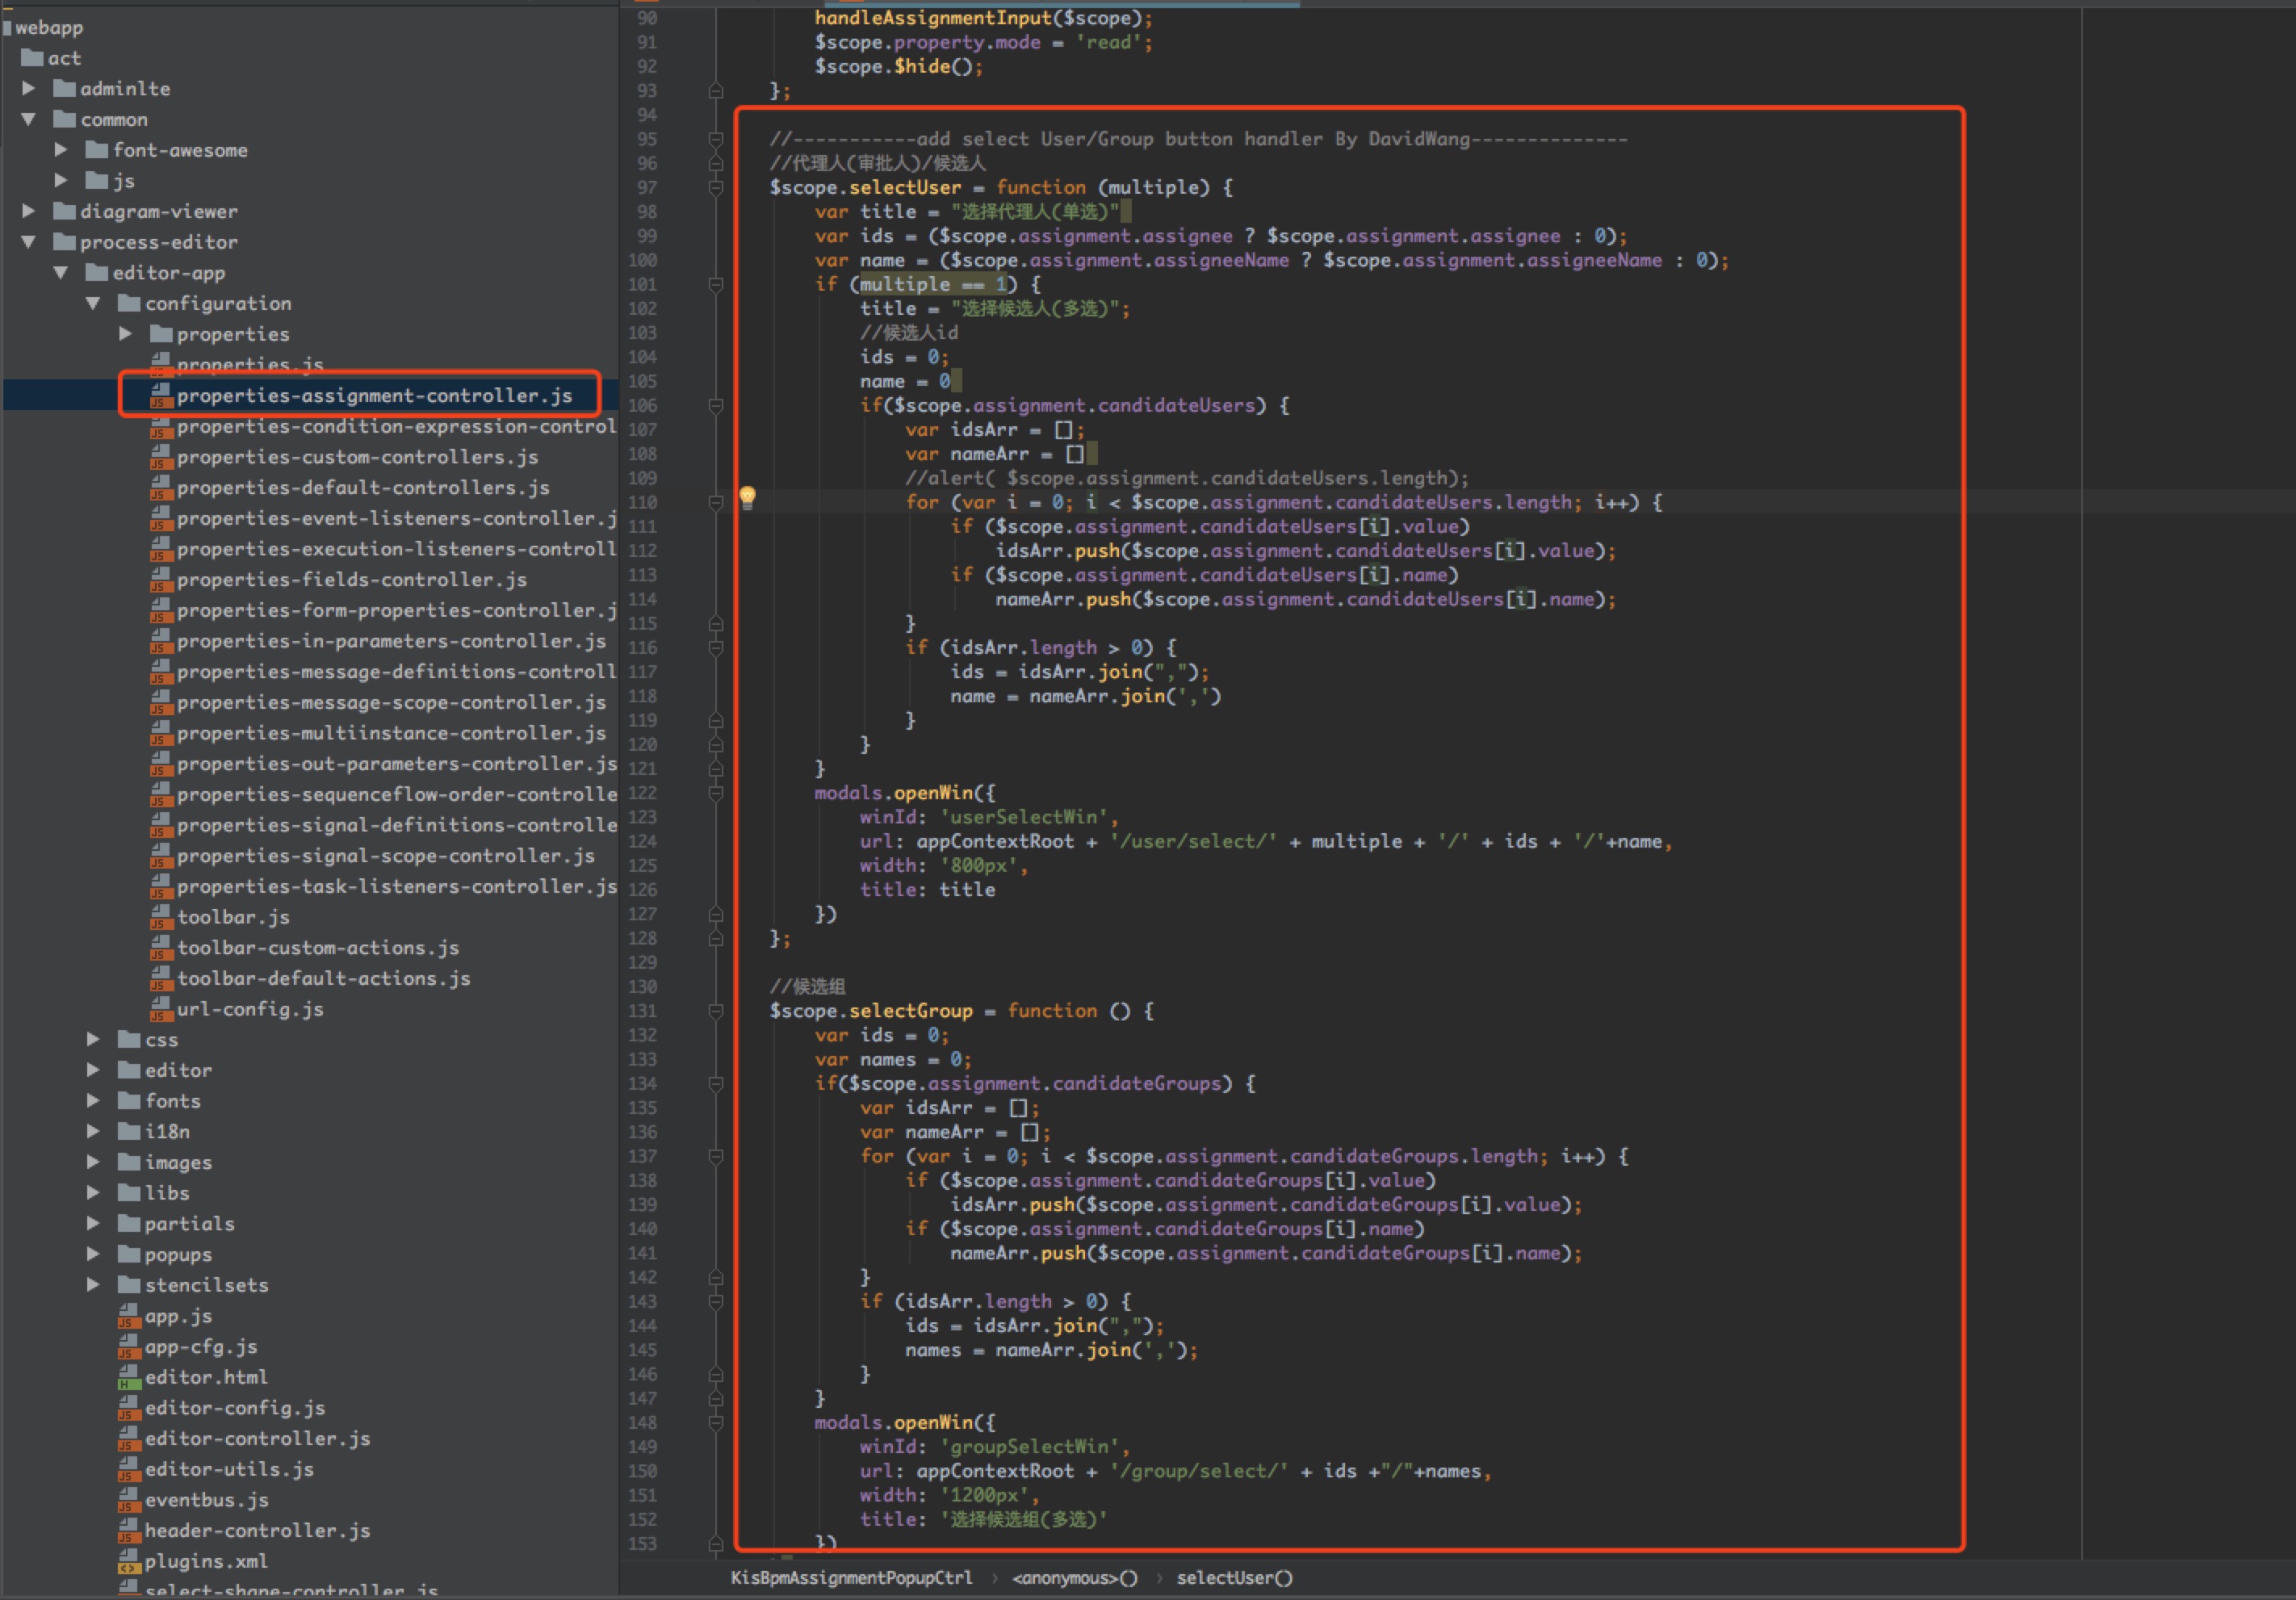 webapp
act
adminlte
common
font-awesome
js
diagram-viewer
process-editor
editor-app
configuration
properties
properties.js
properties-assignment-controller.js
properties-condition-expression-control
properties-custom-controllers.js
properties-default-controllers.js
properties-event-listeners-controller.j
properties-execution-listeners-controll
properties-fields-controller.js
properties-form-properties-controller.j
properties-in-parameters-controller.js
properties-message-definitions-controll
properties-message-scope-controller.js
properties-multiinstance-controller.js
properties-out-parameters-controller.js
properties-sequenceflow-order-controlle
properties-signal-definitions-controlle
properties-signal-scope-controller.js
properties-task-listeners-controller.js
toolbar.js
toolbar-custom-actions.js
toolbar-default-actions.js
url-config.js
css
editor
fonts
i18n
images
libs
partials
popups
stencilsets
app.js
app-cfg.js
editor.html
editor-config.js
editor-controller.js
editor-utils.js
eventbus.js
header-controller.js
plugins.xml
select-shape-controller.js
90 handleAssignmentInput($scope);
91 $scope.property.mode = 'read';
92 $scope.$hide();
93 };
94
95 //-----------add select User/Group button handler By DavidWang--------------
96 //代理人(审批人)/候选人
97 $scope.selectUser = function (multiple) {
98 var title = "选择代理人(单选)"
99 var ids = ($scope.assignment.assignee ? $scope.assignment.assignee : 0);
100 var name = ($scope.assignment.assigneeName ? $scope.assignment.assigneeName : 0);
101 if (multiple == 1) {
102 title = "选择候选人(多选)";
103 //候选人id
104 ids = 0;
105 name = 0
106 if($scope.assignment.candidateUsers) {
107 var idsArr = [];
108 var nameArr = []
109 //alert( $scope.assignment.candidateUsers.length);
110 for (var i = 0; i < $scope.assignment.candidateUsers.length; i++) {
111 if ($scope.assignment.candidateUsers[i].value)
112 idsArr.push($scope.assignment.candidateUsers[i].value);
113 if ($scope.assignment.candidateUsers[i].name)
114 nameArr.push($scope.assignment.candidateUsers[i].name);
115 }
116 if (idsArr.length > 0) {
117 ids = idsArr.join(",");
118 name = nameArr.join(',')
119 }
120 }
121 }
122 modals.openWin({
123 winId: 'userSelectWin',
124 url: appContextRoot + '/user/select/' + multiple + '/' + ids + '/'+name,
125 width: '800px',
126 title: title
127 })
128 };
129
130 //候选组
131 $scope.selectGroup = function () {
132 var ids = 0;
133 var names = 0;
134 if($scope.assignment.candidateGroups) {
135 var idsArr = [];
136 var nameArr = [];
137 for (var i = 0; i < $scope.assignment.candidateGroups.length; i++) {
138 if ($scope.assignment.candidateGroups[i].value)
139 idsArr.push($scope.assignment.candidateGroups[i].value);
140 if ($scope.assignment.candidateGroups[i].name)
141 nameArr.push($scope.assignment.candidateGroups[i].name);
142 }
143 if (idsArr.length > 0) {
144 ids = idsArr.join(",");
145 names = nameArr.join(',');
146 }
147 }
148 modals.openWin({
149 winId: 'groupSelectWin',
150 url: appContextRoot + '/group/select/' + ids +"/"+names,
151 width: '1200px',
152 title: '选择候选组(多选)'
153 })
KisBpmAssignmentPopupCtrl › <anonymous>() › selectUser()